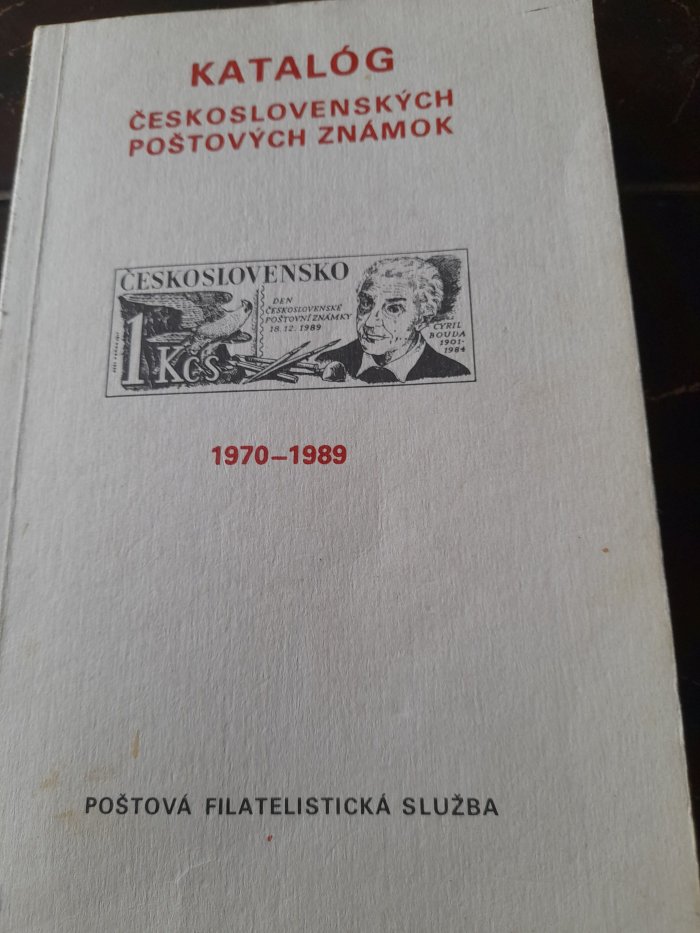 KATALÓG
ČESKOSLOVENSKÝCH
POŠTOVÝCH ZNÁMOK
ČESKOSLOVENSKO
DEN
ČESKOSLOVENSKÉ
POŠTOVNÍ ZNÁMKY
18.12.1989
1 Kčs
CYRIL
BOUDA
1901-
1984
1970–1989
POŠTOVÁ FILATELISTICKÁ SLUŽBA